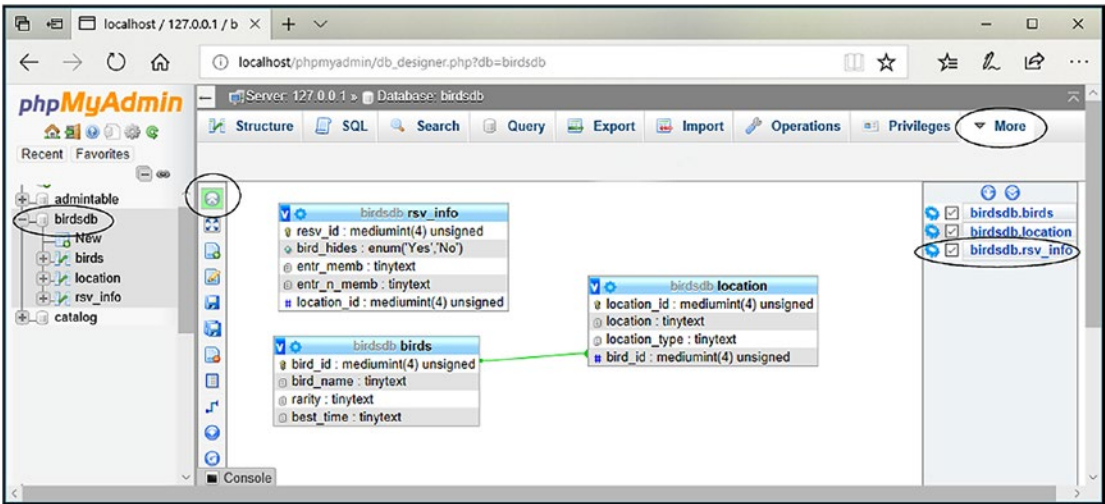 localhost / 127.0.0.1 / b
localhost/phpmyadmin/db_designer.php?db=birdsdb
phpMyAdmin
Recent Favorites
admintable
birdsdb
New
birds
location
rsv_info
catalog
Server: 127.0.0.1 » Database: birdsdb
Structure SQL Search Query Export Import Operations Privileges More
birdsdb rsv_info
resv_id : mediumint(4) unsigned
bird_hides : enum('Yes','No')
entr_memb : tinytext
entr_n_memb : tinytext
# location_id : mediumint(4) unsigned
birdsdb birds
bird_id : mediumint(4) unsigned
bird_name : tinytext
rarity : tinytext
best_time : tinytext
birdsdb location
location_id : mediumint(4) unsigned
location : tinytext
location_type : tinytext
# bird_id : mediumint(4) unsigned
birdsdb.birds
birdsdb.location
birdsdb.rsv_info
Console